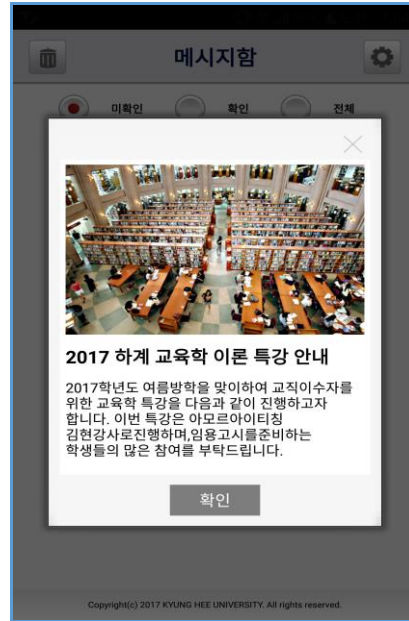 메시지함
미확인 확인 전체
2017 하계 교육학 이론 특강 안내
2017학년도 여름방학을 맞이하여 교직이수자를
위한 교육학 특강을 다음과 같이 진행하고자
합니다. 이번 특강은 아모르아이티칭
김현강사로진행하며,임용고시를준비하는
학생들의 많은 참여를 부탁드립니다.
확인
Copyright(c) 2017 KYUNG HEE UNIVERSITY. All rights reserved.